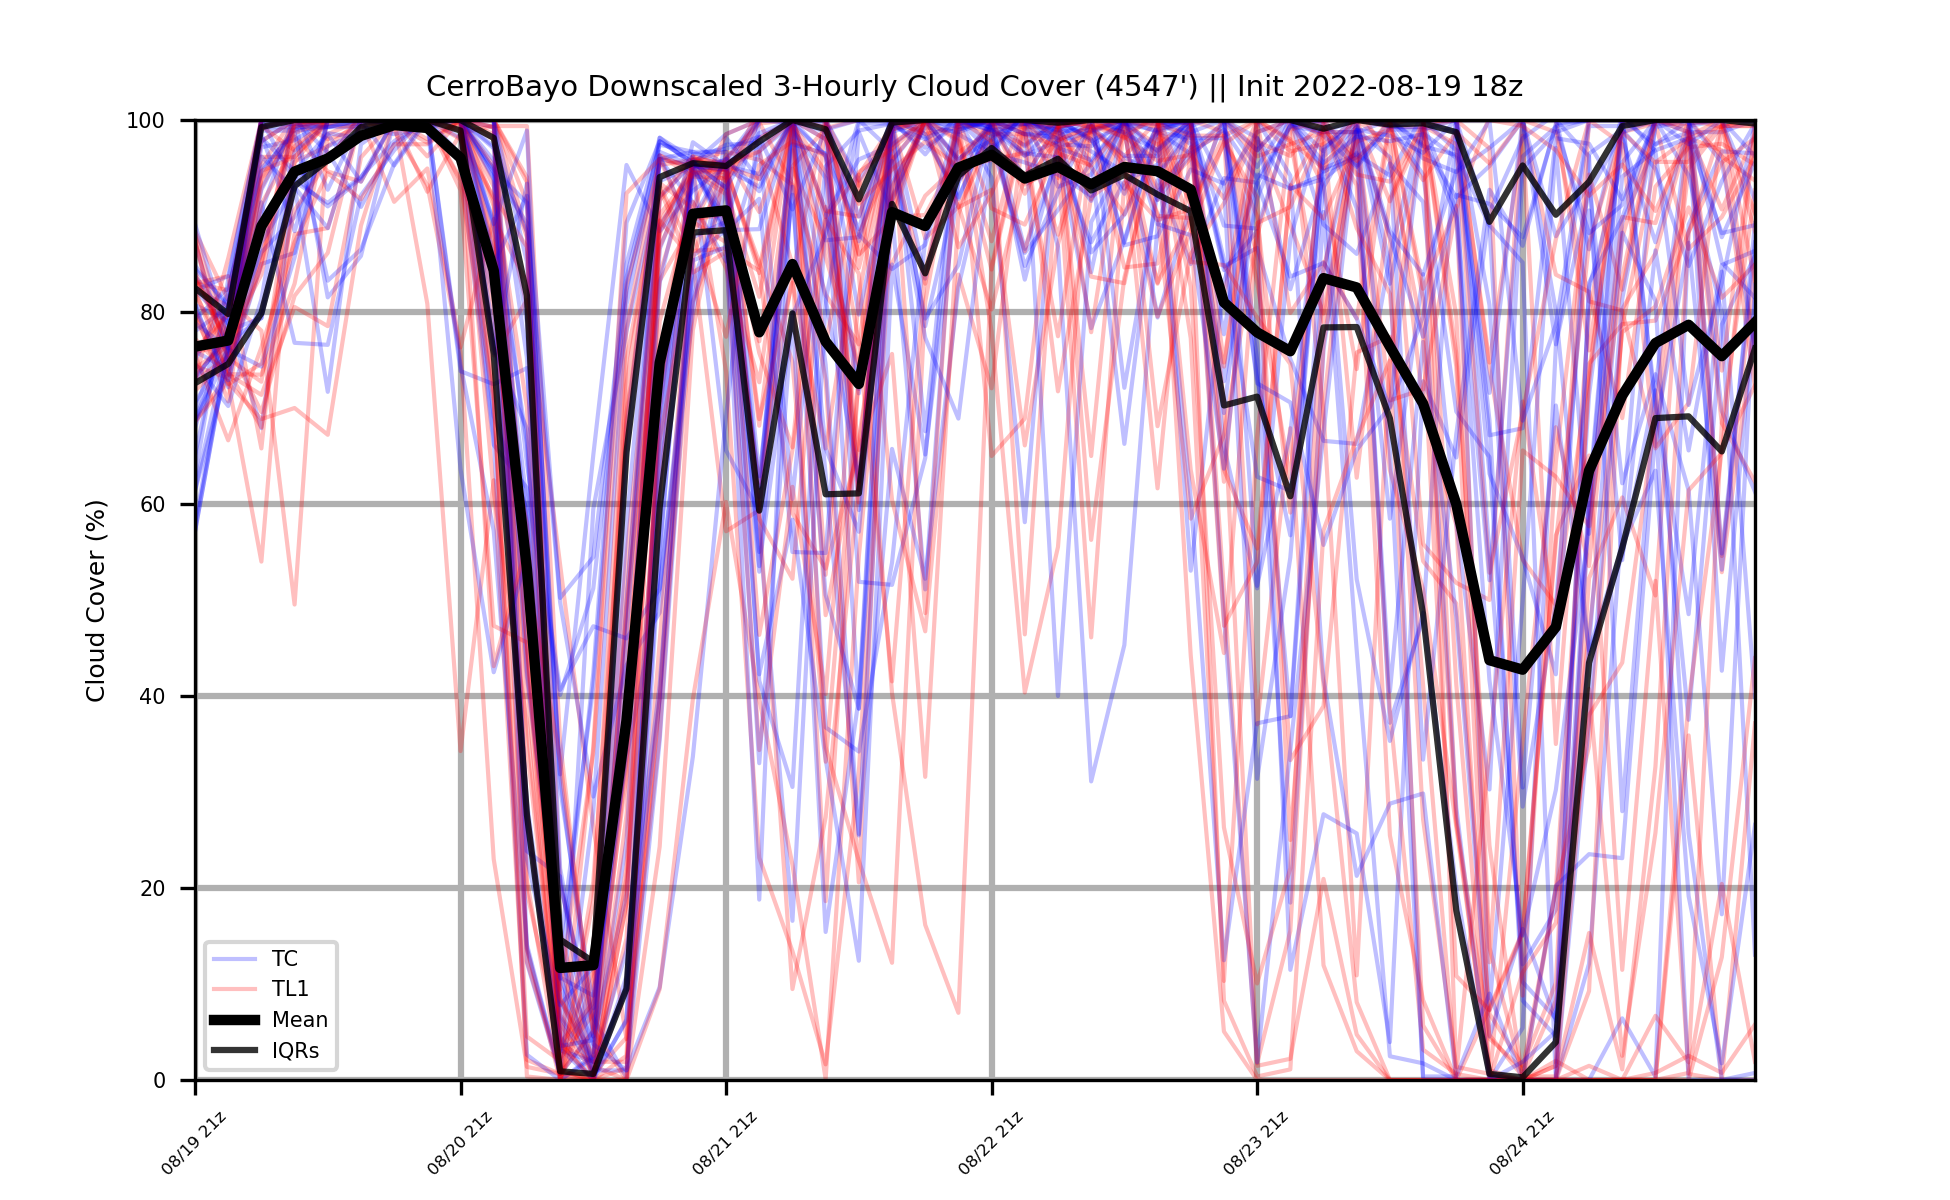 CerroBayo Downscaled 3-Hourly Cloud Cover (4547') || Init 2022-08-19 18z
Cloud Cover (%)
100
80
60
40
20
0
TC
TL1
Mean
IQRs
08/19 21z
08/20 21z
08/21 21z
08/22 21z
08/23 21z
08/24 21z